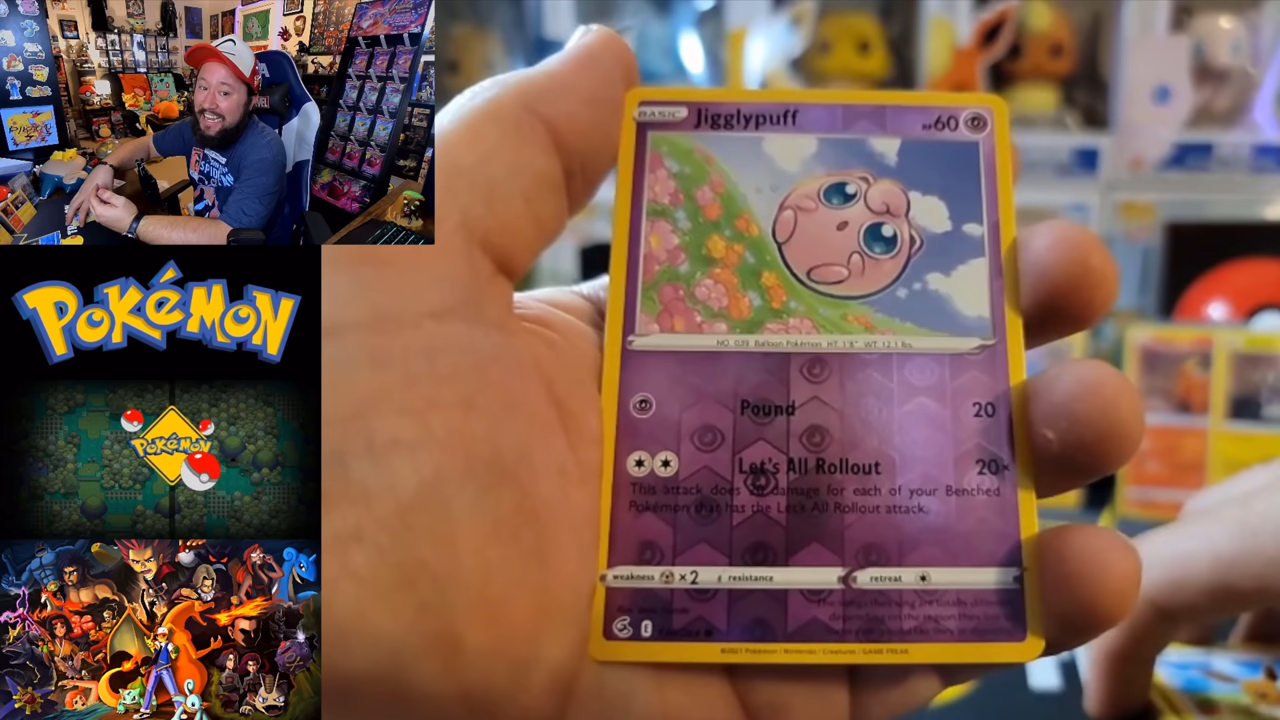 BASIC Jigglypuff HP60
NO. 039 Balloon Pokémon HT: 1'8" WT: 12.1 lbs.
Pound 20
Let's All Rollout 20×
This attack does 20 damage for each of your Benched
Pokémon that has the Let's All Rollout attack.
weakness ×2 resistance retreat
E
©2021 Pokémon / Nintendo / Creatures / GAME FREAK
POKéMON
POKéMON